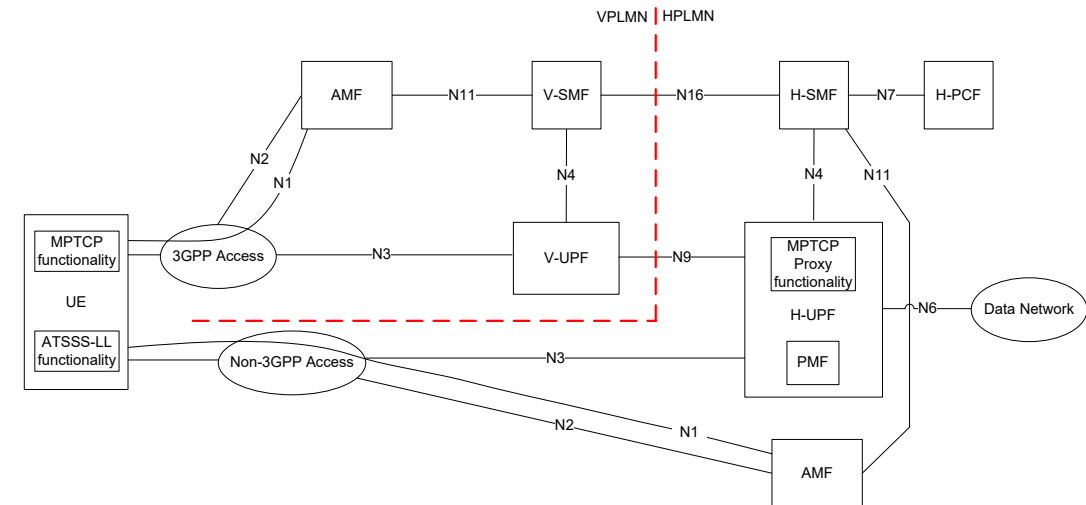 VPLMN HPLMN
AMF
N11
V-SMF
N16
H-SMF
N7
H-PCF
N2
N1
N4
N4
N11
MPTCP
functionality
UE
ATSSS-LL
functionality
3GPP Access
N3
V-UPF
N9
MPTCP
Proxy
functionality
H-UPF
PMF
N6
Data Network
Non-3GPP Access
N3
N2
N1
AMF